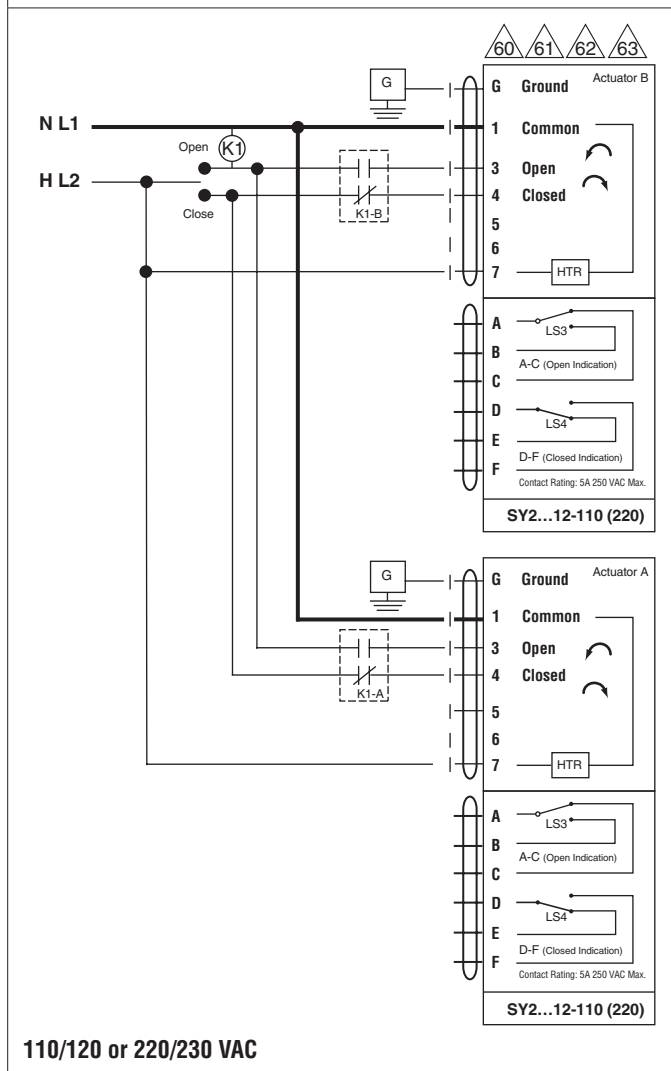 60 61 62 63
G
G Ground
Actuator B
N L1
1 Common
Open
K1
3 Open
H L2
4 Closed
Close
K1-B
5
6
7
HTR
A
LS3
B
A-C (Open Indication)
C
D
LS4
E
D-F (Closed Indication)
F
Contact Rating: 5A 250 VAC Max.
SY2...12-110 (220)
G
G Ground
Actuator A
1 Common
3 Open
4 Closed
K1-A
5
6
7
HTR
A
LS3
B
A-C (Open Indication)
C
D
LS4
E
D-F (Closed Indication)
F
Contact Rating: 5A 250 VAC Max.
SY2...12-110 (220)
110/120 or 220/230 VAC